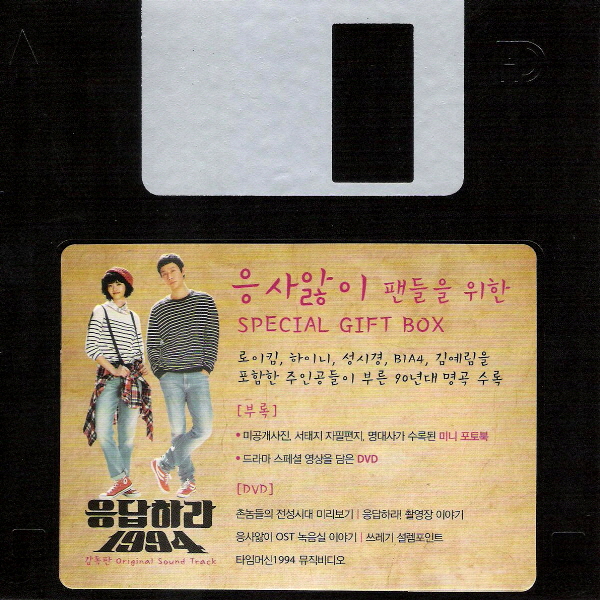 HD
응사앓이 팬들을 위한
SPECIAL GIFT BOX
로이킴, 하이니, 성시경, B1A4, 김예림을
포함한 주인공들이 부른 90년대 명곡 수록
[부록]
• 미공개사진, 서태지 자필편지, 명대사가 수록된 미니 포토북
• 드라마 스페셜 영상을 담은 DVD
[DVD]
촌놈들의 전성시대 미리보기 | 응답하라! 촬영장 이야기
응사앓이 OST 녹음실 이야기 | 쓰레기 설렘포인트
타임머신1994 뮤직비디오
응답하라
1994
감독판 Original Sound Track